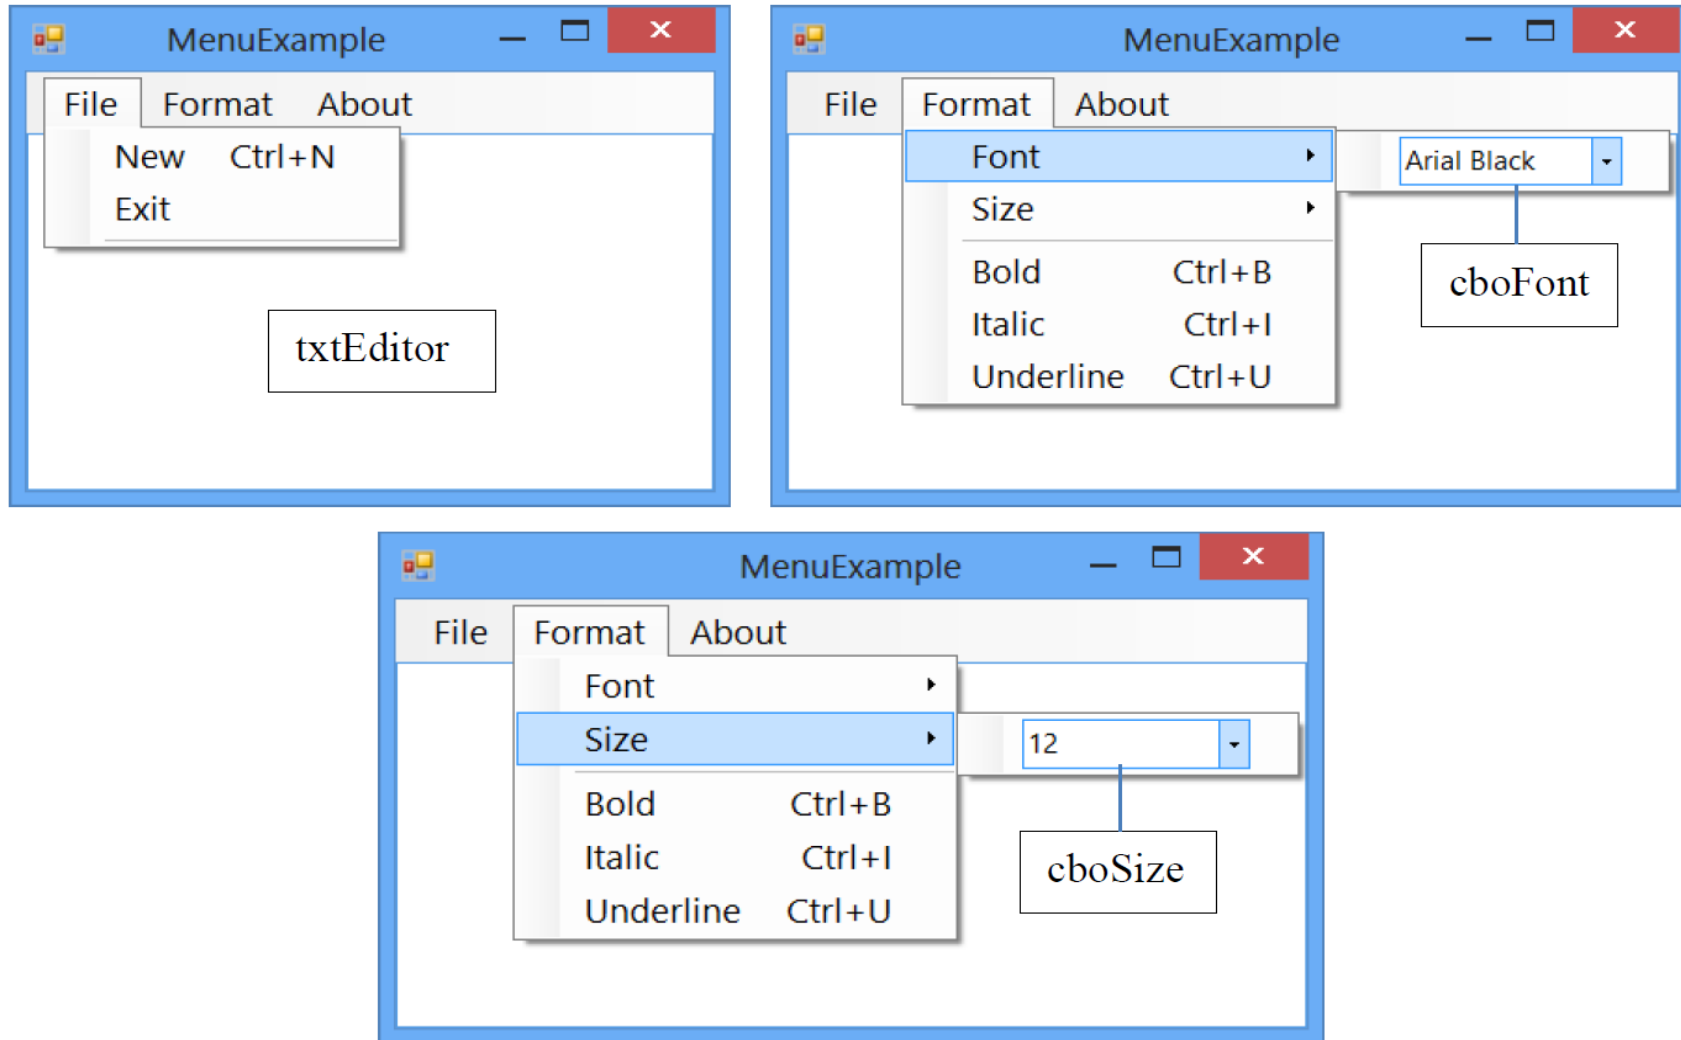 MenuExample
File Format About
New Ctrl+N
Exit
txtEditor
MenuExample
File Format About
Font Arial Black
Size
Bold Ctrl+B
Italic Ctrl+I
Underline Ctrl+U
cboFont
MenuExample
File Format About
Font
Size 12
Bold Ctrl+B
Italic Ctrl+I
Underline Ctrl+U
cboSize